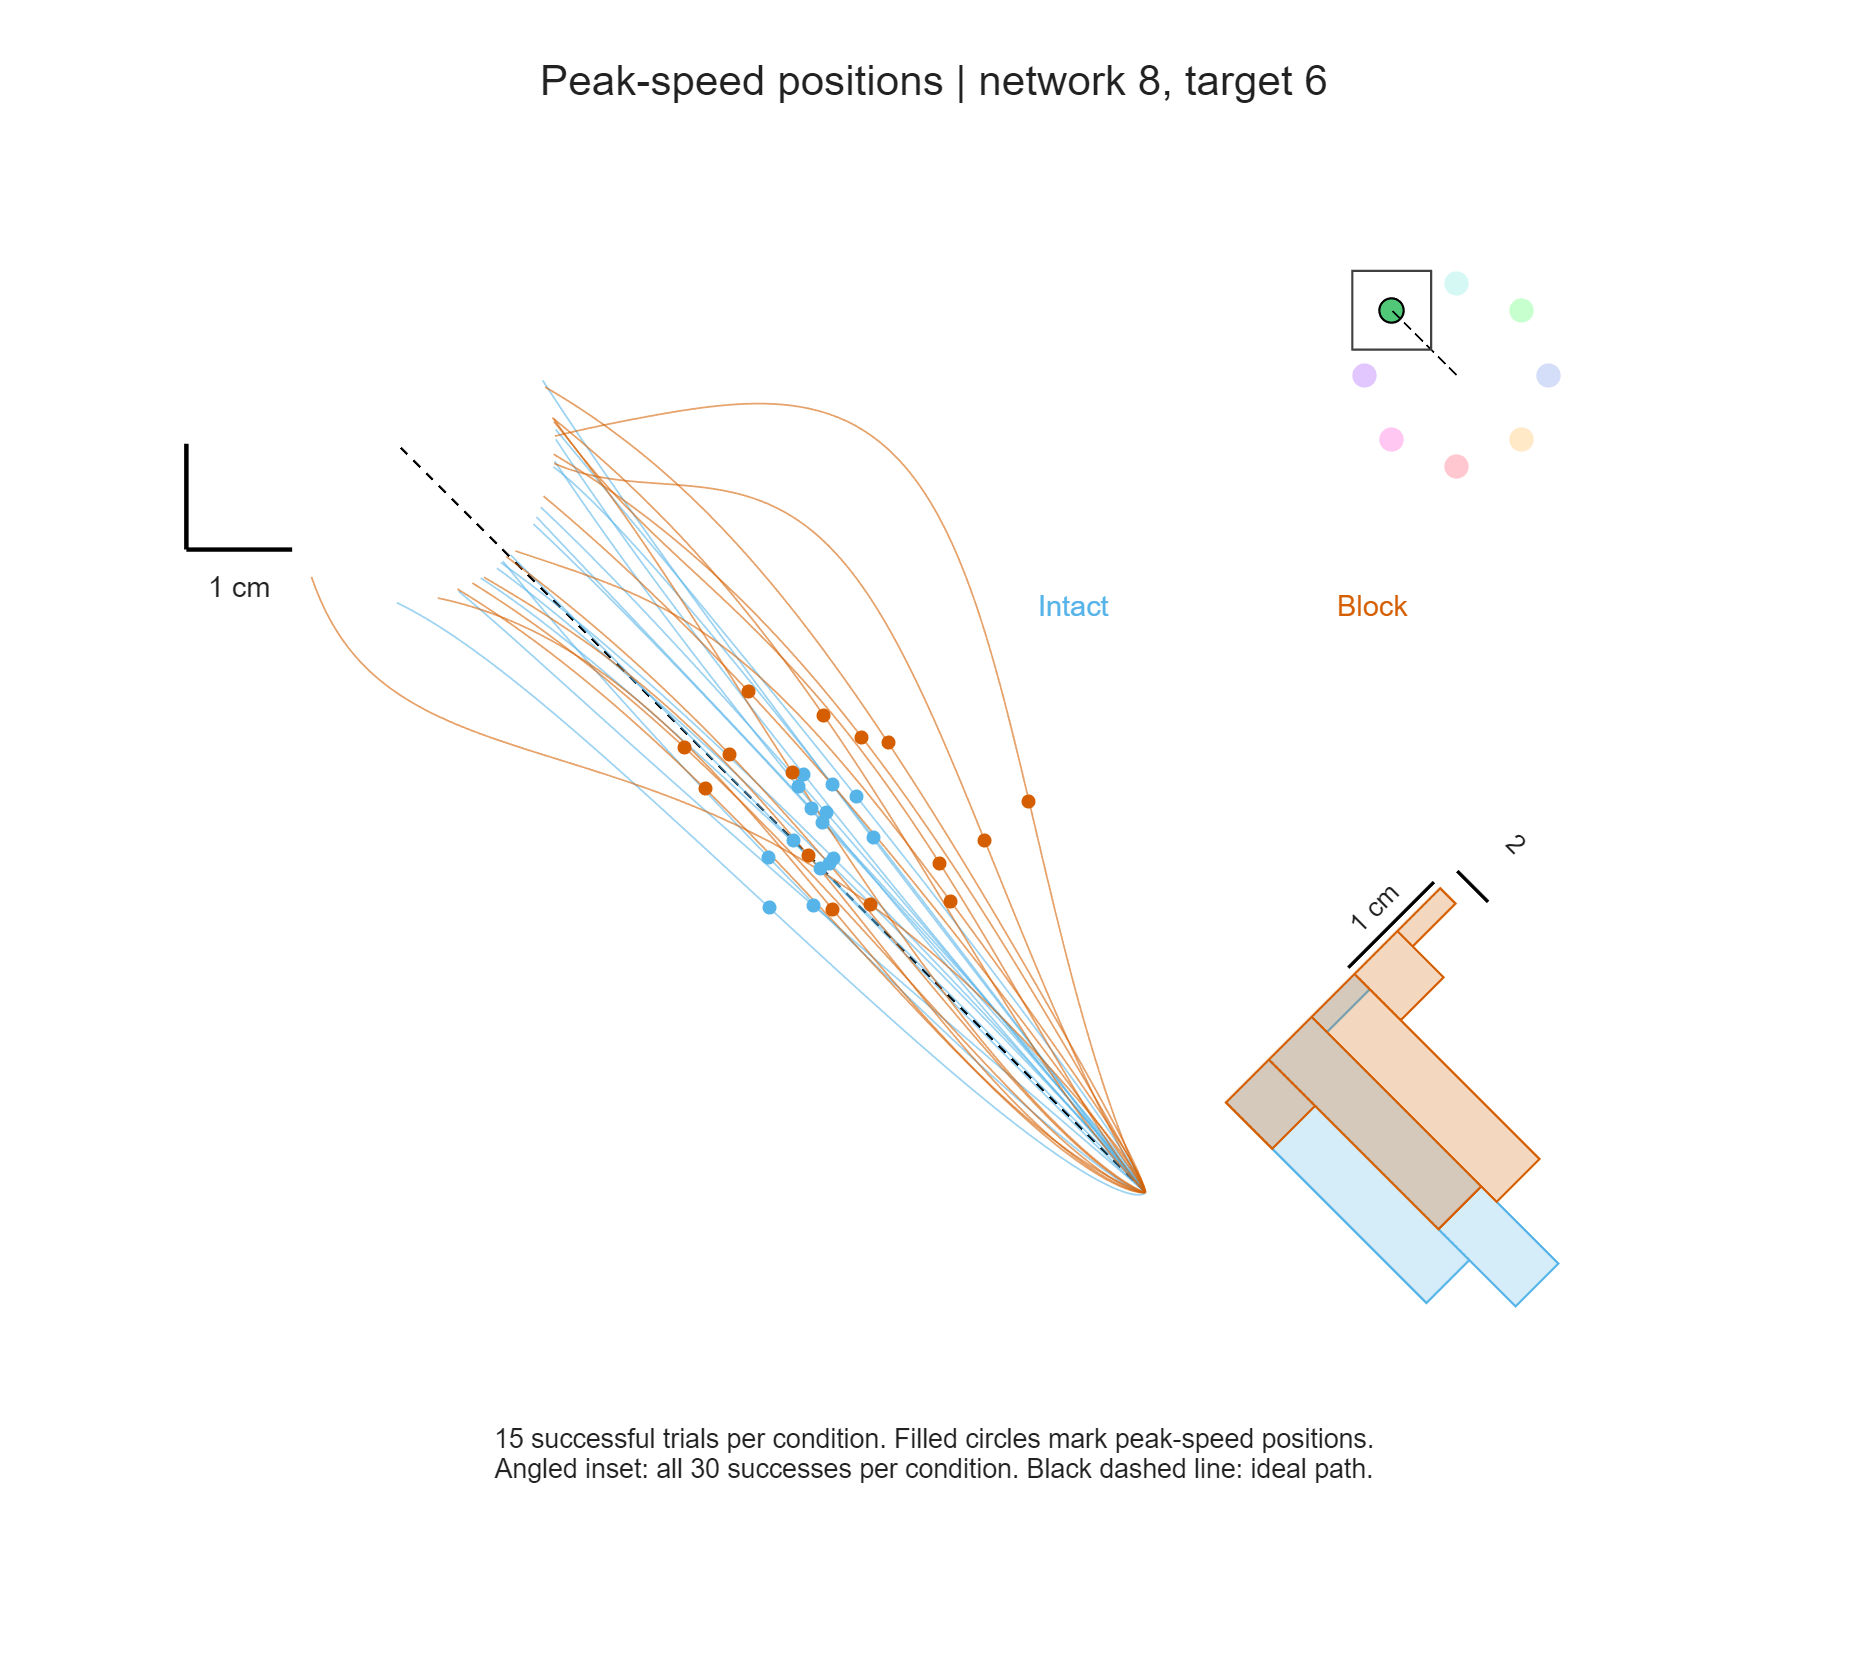 Peak-speed positions | network 8, target 6
1 cm
Intact
Block
2
1 cm
15 successful trials per condition. Filled circles mark peak-speed positions.
Angled inset: all 30 successes per condition. Black dashed line: ideal path.